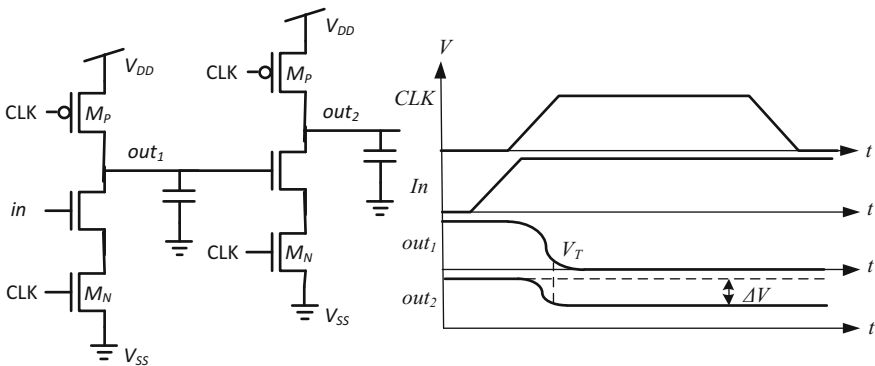 V_DD
V_DD
CLK
M_P
out_2
CLK
M_P
out_1
in
CLK
M_N
CLK
M_N
V_SS
V_SS
V
CLK
t
In
t
out_1
V_T
t
out_2
ΔV
t